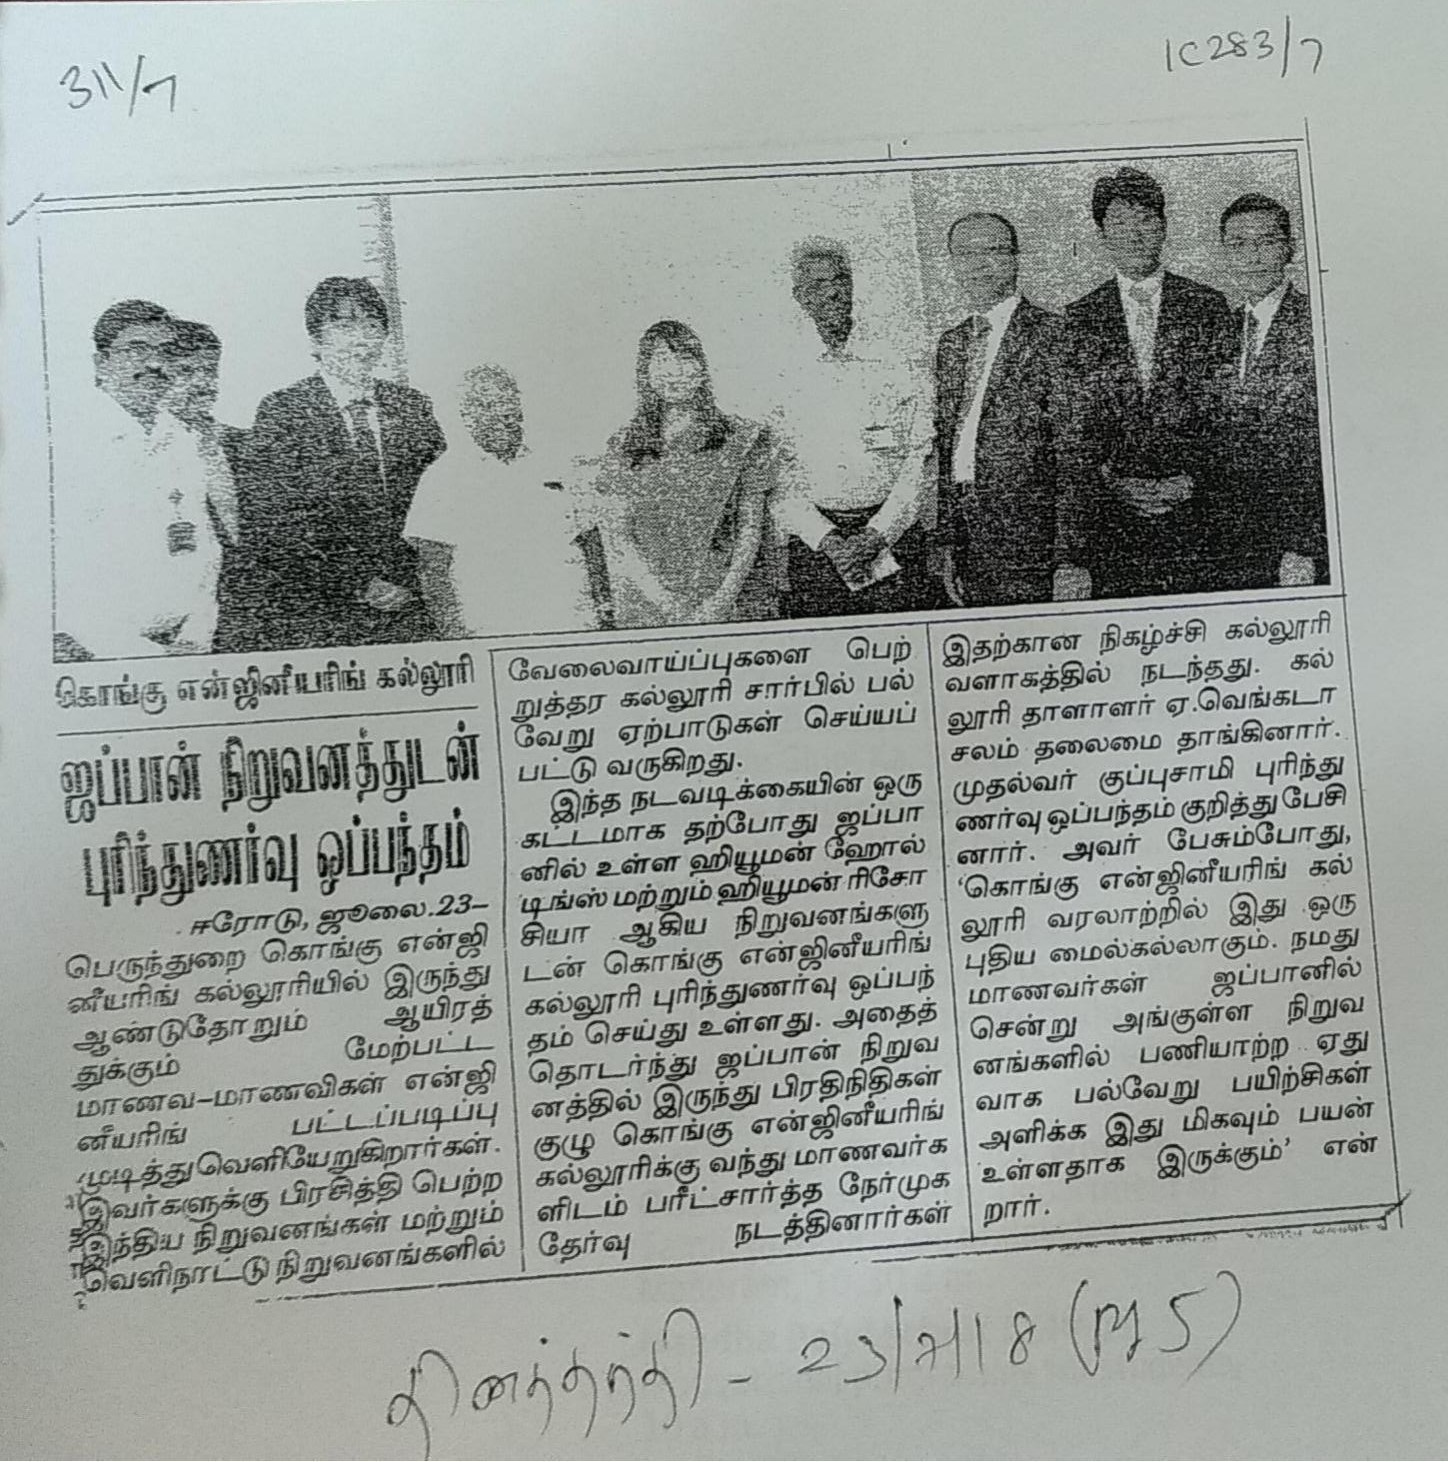 311/7
1C283/7
கொங்கு என்ஜினீயரிங் கல்லூரி
ஜப்பான் நிறுவனத்துடன்
புரிந்துணர்வு ஒப்பந்தம்
ஈரோடு, ஜூலை.23–
பெருந்துறை கொங்கு என்ஜி
னீயரிங் கல்லூரியில் இருந்து
ஆண்டுதோறும் ஆயிரத்
துக்கும் மேற்பட்ட
மாணவ–மாணவிகள் என்ஜி
னீயரிங் பட்டப்படிப்பு
முடித்து வெளியேறுகிறார்கள்.
இவர்களுக்கு பிரசித்தி பெற்ற
இந்திய நிறுவனங்கள் மற்றும்
வெளிநாட்டு நிறுவனங்களில்
வேலைவாய்ப்புகளை பெற்
றுத்தர கல்லூரி சார்பில் பல்
வேறு ஏற்பாடுகள் செய்யப்
பட்டு வருகிறது.
இந்த நடவடிக்கையின் ஒரு
கட்டமாக தற்போது ஜப்பா
னில் உள்ள ஹியூமன் ஹோல்
டிங்ஸ் மற்றும் ஹியூமன் ரிசோ
சியா ஆகிய நிறுவனங்களு
டன் கொங்கு என்ஜினீயரிங்
கல்லூரி புரிந்துணர்வு ஒப்பந்
தம் செய்து உள்ளது. அதைத்
தொடர்ந்து ஜப்பான் நிறுவ
னத்தில் இருந்து பிரதிநிதிகள்
குழு கொங்கு என்ஜினீயரிங்
கல்லூரிக்கு வந்து மாணவர்க
ளிடம் பரீட்சார்த்த நேர்முக
தேர்வு நடத்தினார்கள்
இதற்கான நிகழ்ச்சி கல்லூரி
வளாகத்தில் நடந்தது. கல்
லூரி தாளாளர் ஏ.வெங்கடா
சலம் தலைமை தாங்கினார்.
முதல்வர் குப்புசாமி புரிந்து
ணர்வு ஒப்பந்தம் குறித்து பேசி
னார். அவர் பேசும்போது,
‘கொங்கு என்ஜினீயரிங் கல்
லூரி வரலாற்றில் இது ஒரு
புதிய மைல்கல்லாகும். நமது
மாணவர்கள் ஜப்பானில்
சென்று அங்குள்ள நிறுவ
னங்களில் பணியாற்ற ஏது
வாக பல்வேறு பயிற்சிகள்
அளிக்க இது மிகவும் பயன்
உள்ளதாக இருக்கும்’ என்
றார்.
தினத்தந்தி - 23/7/18 (Pg 5)